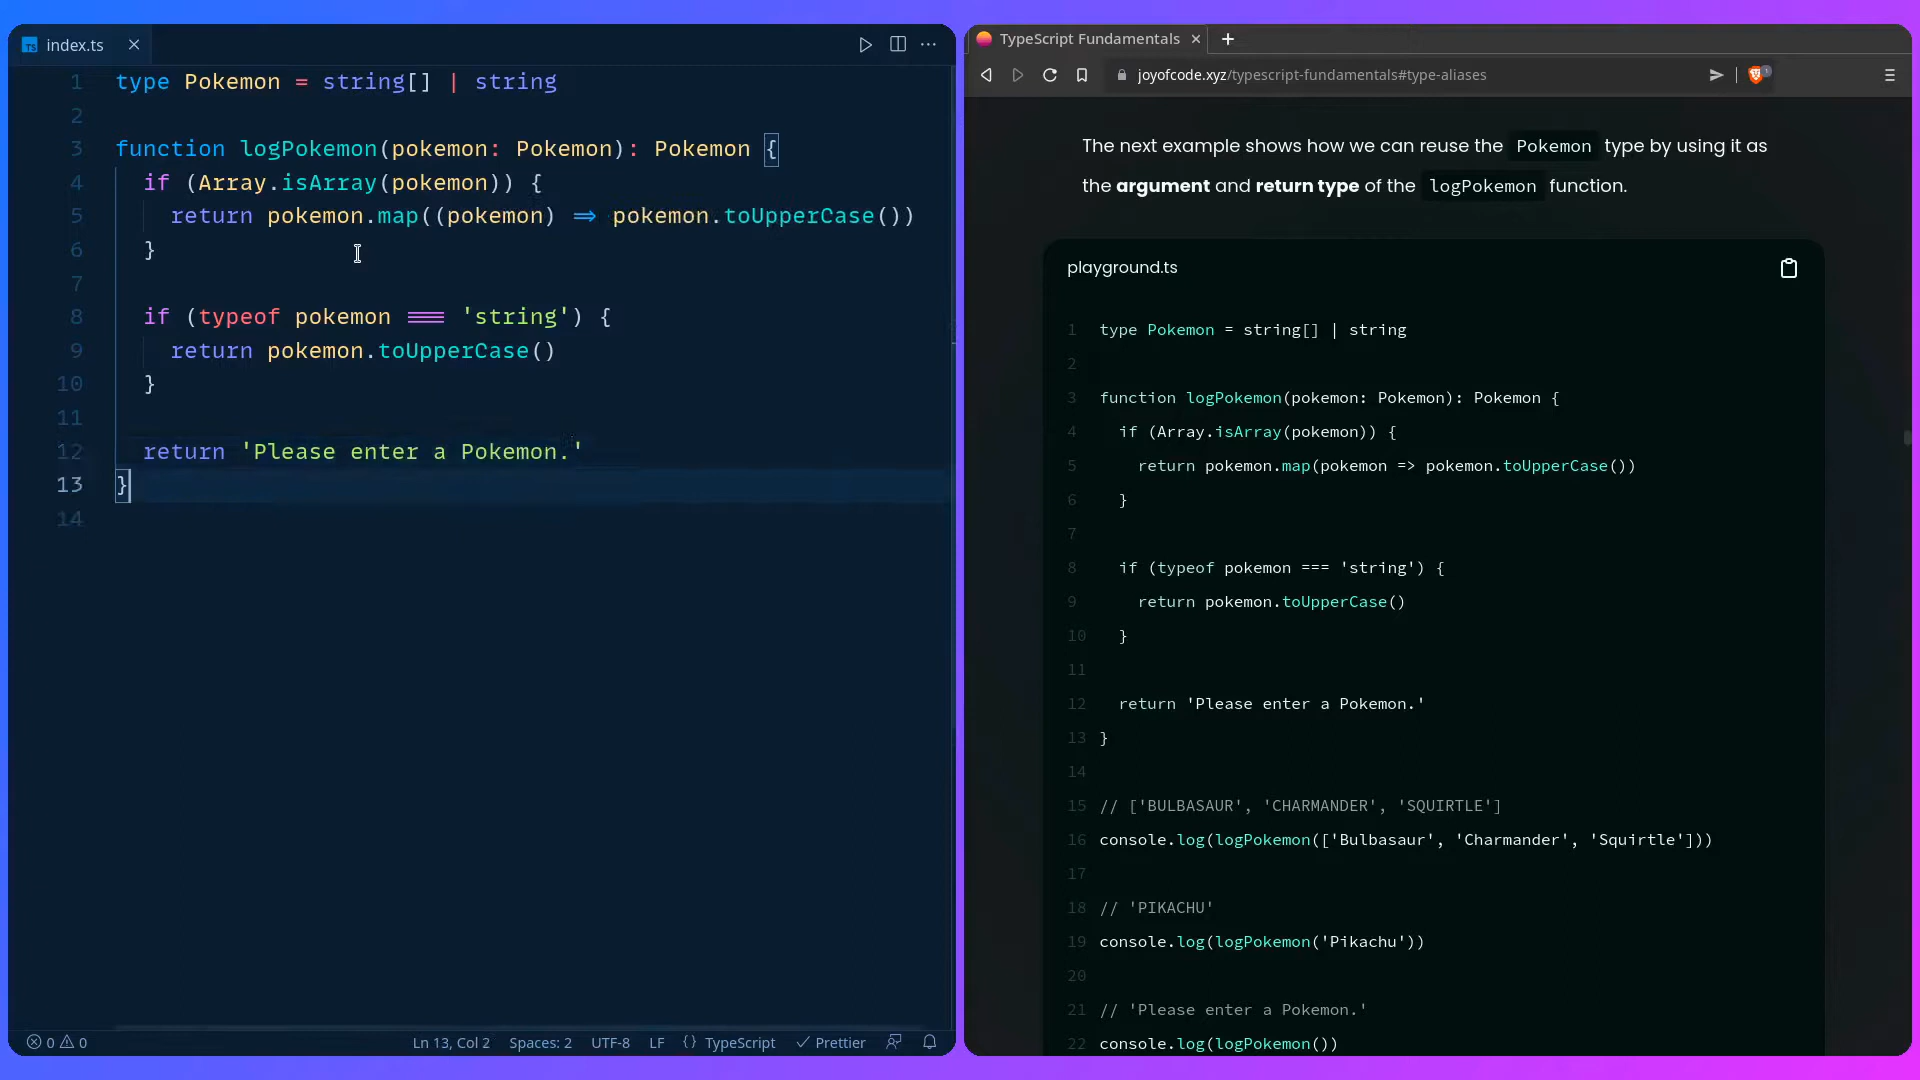 index.ts
1 type Pokemon = string[] | string
2
3 function logPokemon(pokemon: Pokemon): Pokemon {
4 if (Array.isArray(pokemon)) {
5 return pokemon.map((pokemon) => pokemon.toUpperCase())
6 }
7
8 if (typeof pokemon === 'string') {
9 return pokemon.toUpperCase()
10 }
11
12 return 'Please enter a Pokemon.'
13 }
14
0 0 Ln 13, Col 2 Spaces: 2 UTF-8 LF {} TypeScript Prettier
TypeScript Fundamentals
joyofcode.xyz/typescript-fundamentals#type-aliases 1
The next example shows how we can reuse the Pokemon type by using it as
the argument and return type of the logPokemon function.
playground.ts
1 type Pokemon = string[] | string
2
3 function logPokemon(pokemon: Pokemon): Pokemon {
4 if (Array.isArray(pokemon)) {
5 return pokemon.map(pokemon => pokemon.toUpperCase())
6 }
7
8 if (typeof pokemon === 'string') {
9 return pokemon.toUpperCase()
10 }
11
12 return 'Please enter a Pokemon.'
13 }
14
15 // ['BULBASAUR', 'CHARMANDER', 'SQUIRTLE']
16 console.log(logPokemon(['Bulbasaur', 'Charmander', 'Squirtle']))
17
18 // 'PIKACHU'
19 console.log(logPokemon('Pikachu'))
20
21 // 'Please enter a Pokemon.'
22 console.log(logPokemon())